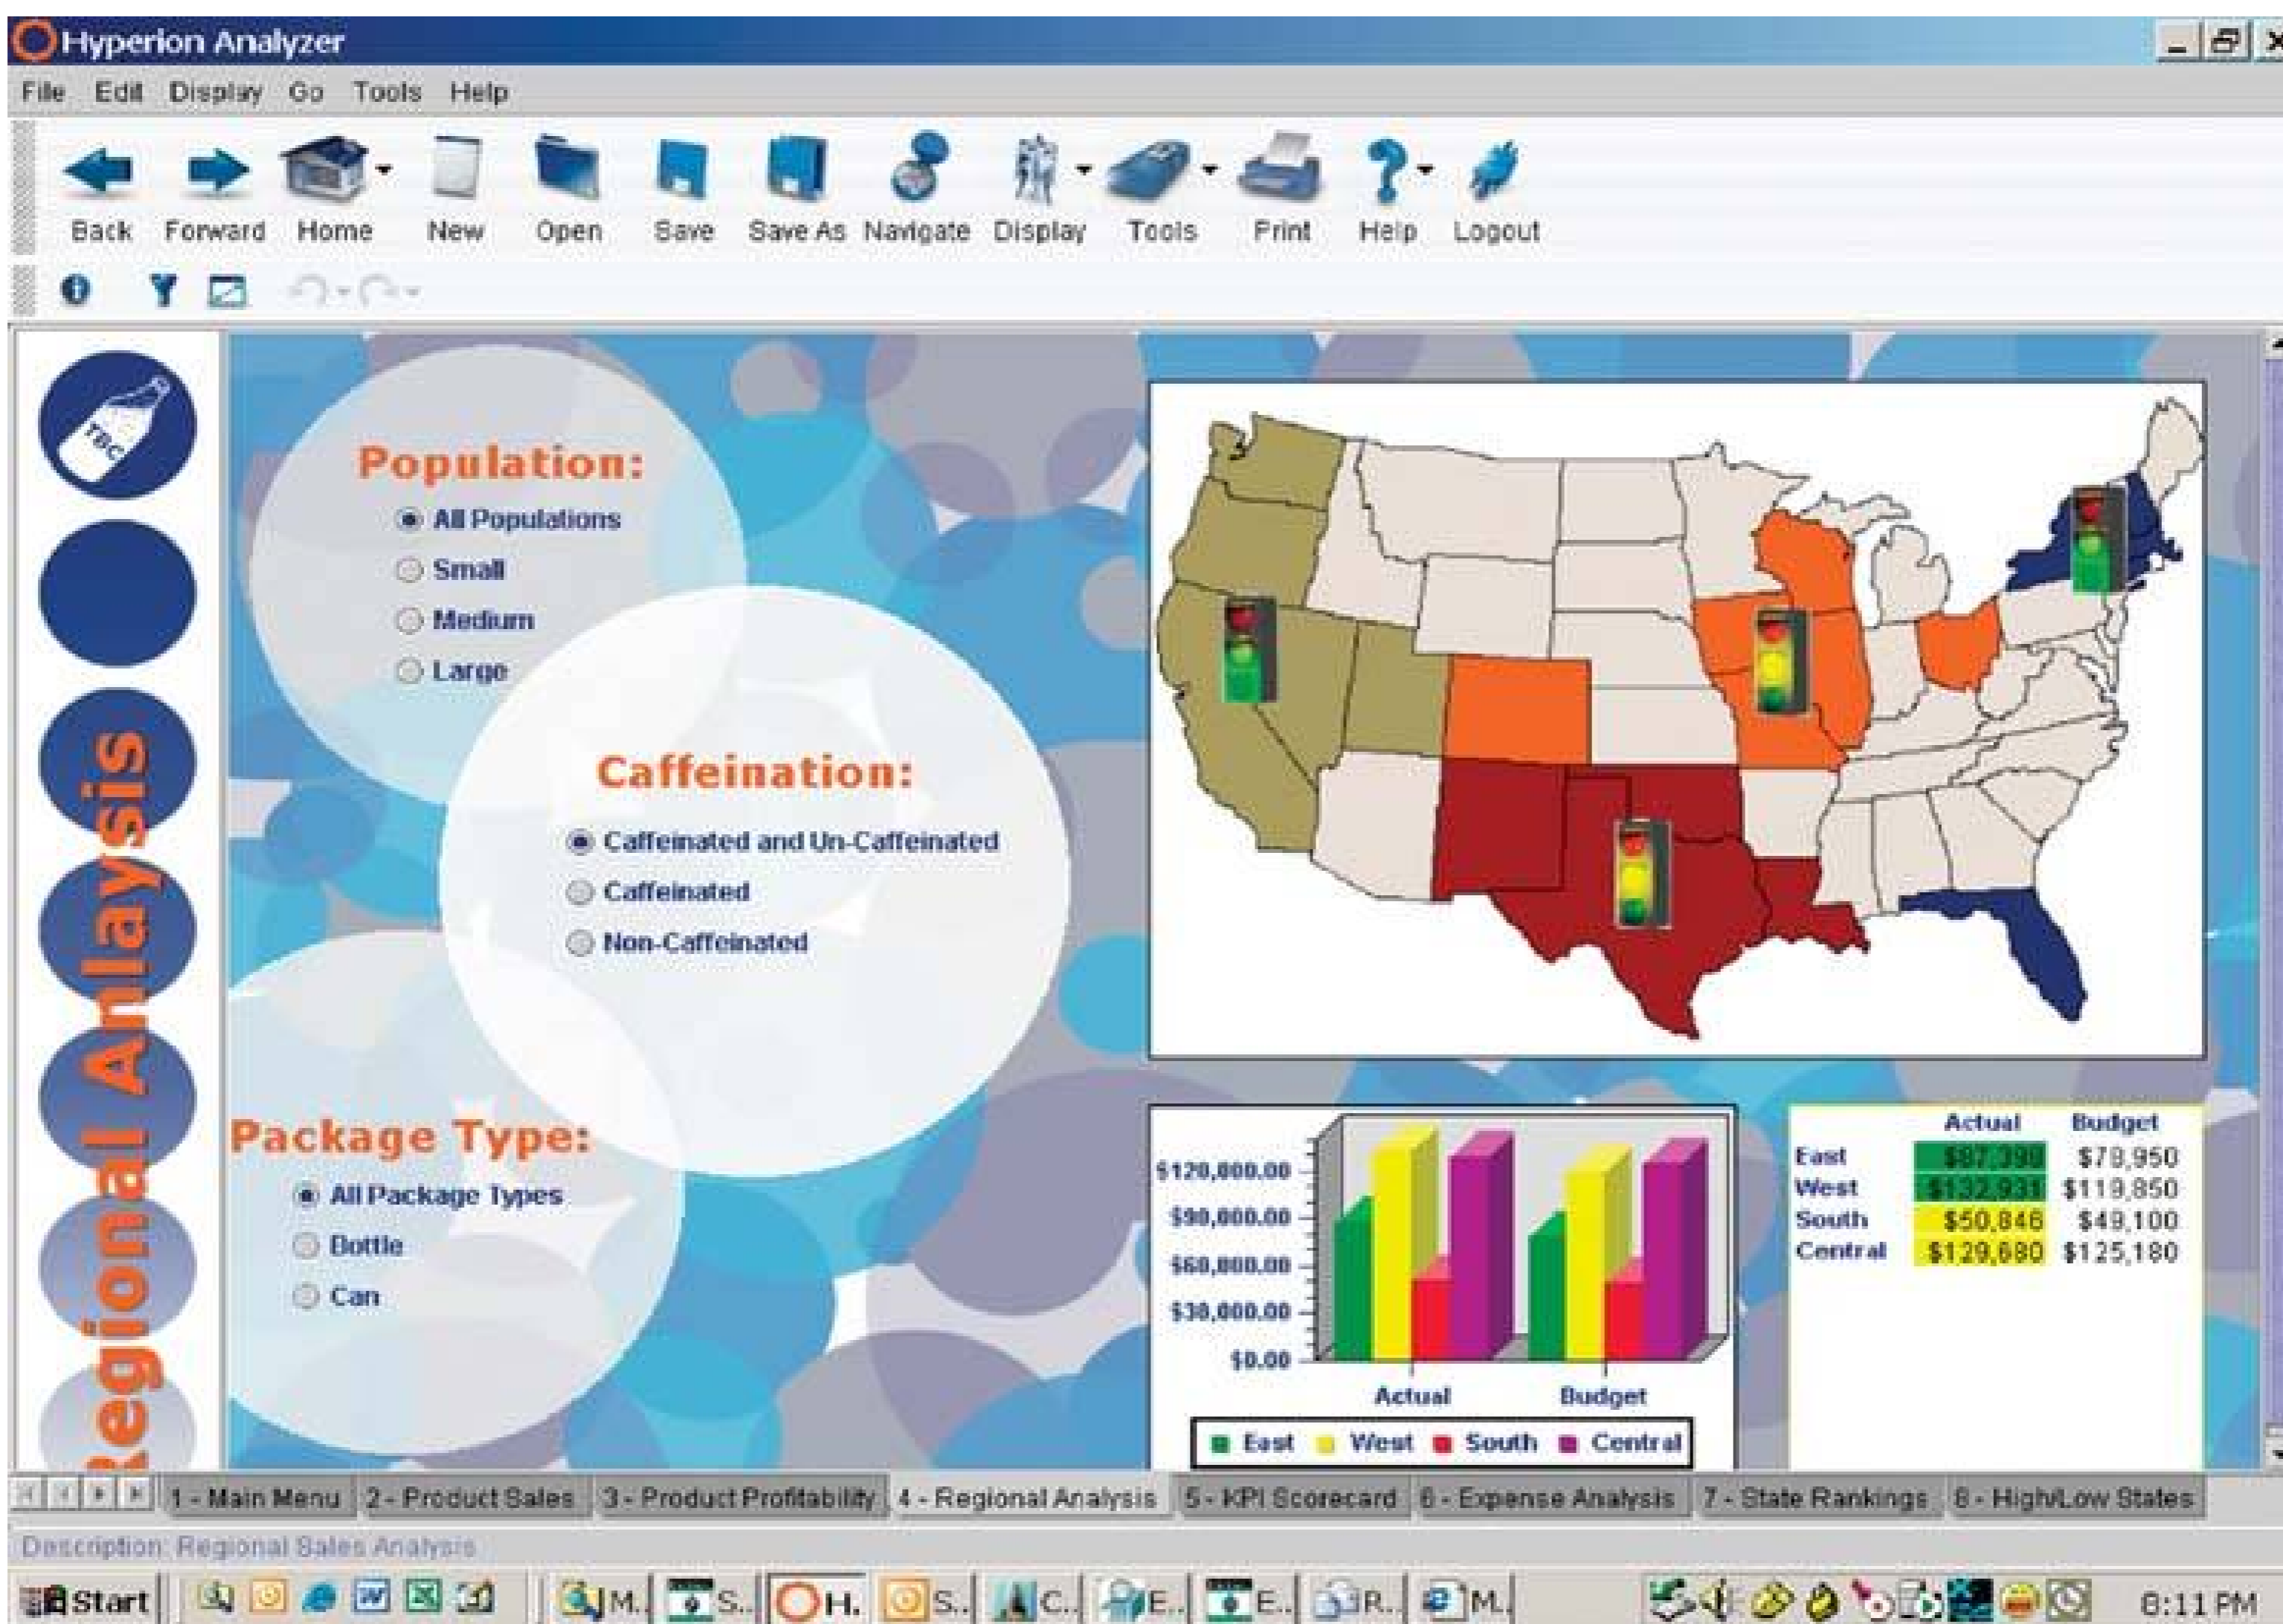 Hyperion Analyzer
File Edit Display Go Tools Help
Back Forward Home New Open Save Save As Navigate Display Tools Print Help Logout
TBC
Regional Anlaysis
Population:
All Populations
Small
Medium
Large
Caffeination:
Caffeinated and Un-Caffeinated
Caffeinated
Non-Caffeinated
Package Type:
All Package Types
Bottle
Can
$120,000.00
$90,000.00
$60,000.00
$30,000.00
$0.00
Actual Budget
East West South Central
Actual Budget
East $87,398 $78,950
West $132,931 $119,850
South $50,846 $49,100
Central $129,680 $125,180
1 - Main Menu 2 - Product Sales 3 - Product Profitability 4 - Regional Analysis 5 - KPI Scorecard 6 - Expense Analysis 7 - State Rankings 8 - High/Low States
Description: Regional Sales Analysis
Start M.. S.. H. S.. C.. E.. E.. R.. M.. 8:11 PM